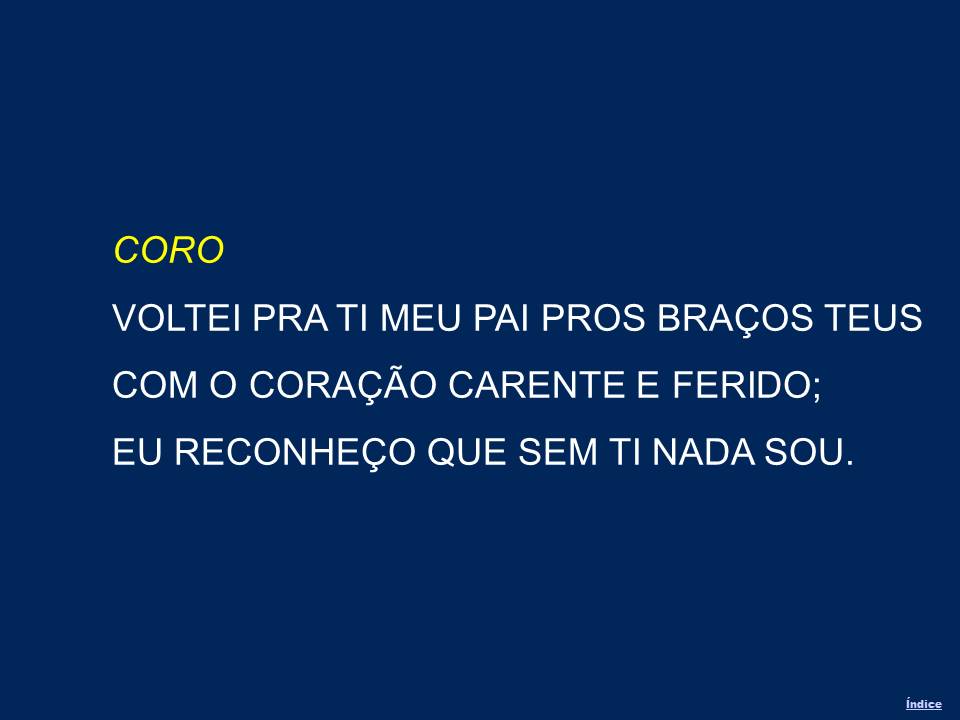 CORO
VOLTEI PRA TI MEU PAI PROS BRAÇOS TEUS
COM O CORAÇÃO CARENTE E FERIDO;
EU RECONHEÇO QUE SEM TI NADA SOU.
Índice